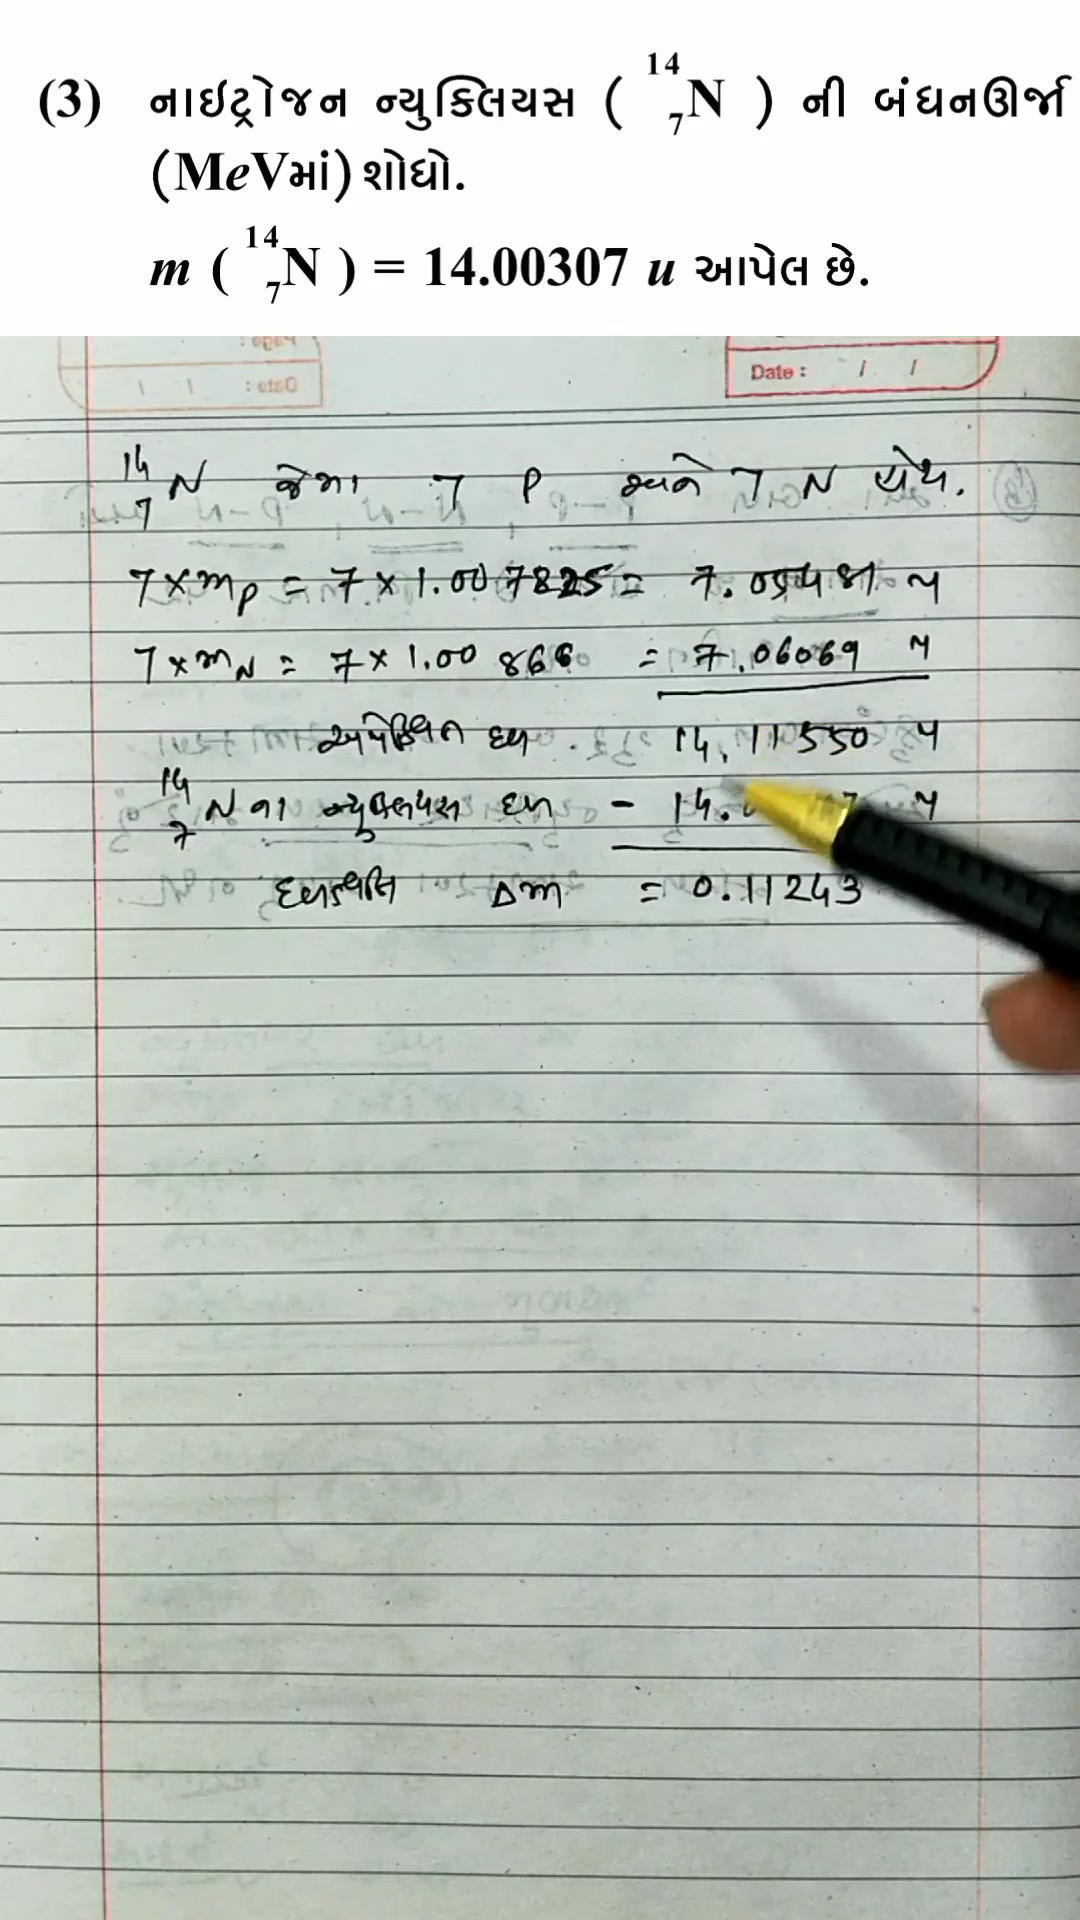 (3) નાઇટ્રોજન ન્યુક્લિયસ ( ¹⁴₇N ) ની બંધનઊર્જા
(MeVમાં) શોધો.
m ( ¹⁴₇N ) = 14.00307 u આપેલ છે.
Date : / /
¹⁴₇N જેમાં 7 P અને 7 N હોય.
7 × mP = 7 × 1.007825 = 7.05481 u
7 × mN = 7 × 1.00866 = 7.06069 u
અપેક્ષિત દળ. 14.11550 u
¹⁴₇N ના ન્યુક્લિયસ દળ - 14. u
દળક્ષતિ Δm = 0.11243